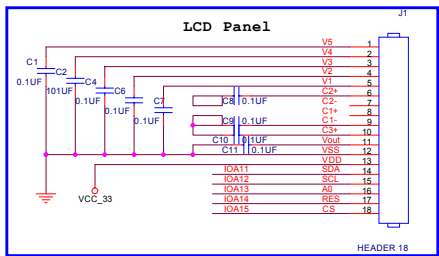 LCD Panel
J1
V5 1
V4 2
V3 3
V2 4
V1 5
C2+ 6
C2- 7
C1+ 8
C1- 9
C3+ 10
Vout 11
VSS 12
VDD 13
IOA11 SDA 14
IOA12 SCL 15
IOA13 A0 16
IOA14 RES 17
IOA15 CS 18
C1
0.1UF
C2
101UF
C4
0.1UF
C6
0.1UF
C7
0.1UF
C8 0.1UF
C9 0.1UF
C10 0.1UF
C11 0.1UF
VCC_33
HEADER 18